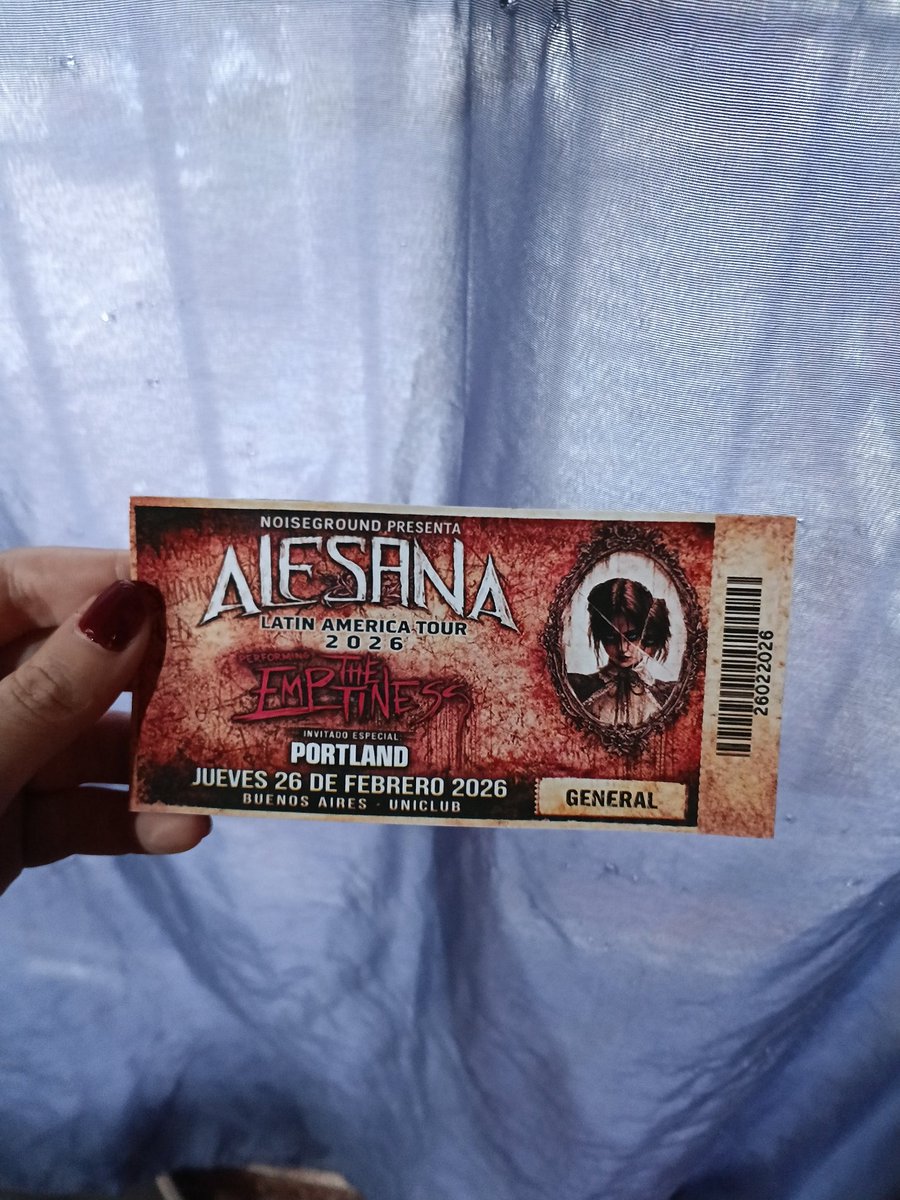 NOISEGROUND PRESENTA
ALESANA
LATIN AMERICA TOUR
2026
PERFORMING
THE
EMPTINESS
INVITADO ESPECIAL:
PORTLAND
JUEVES 26 DE FEBRERO 2026
BUENOS AIRES - UNICLUB
GENERAL
26022026